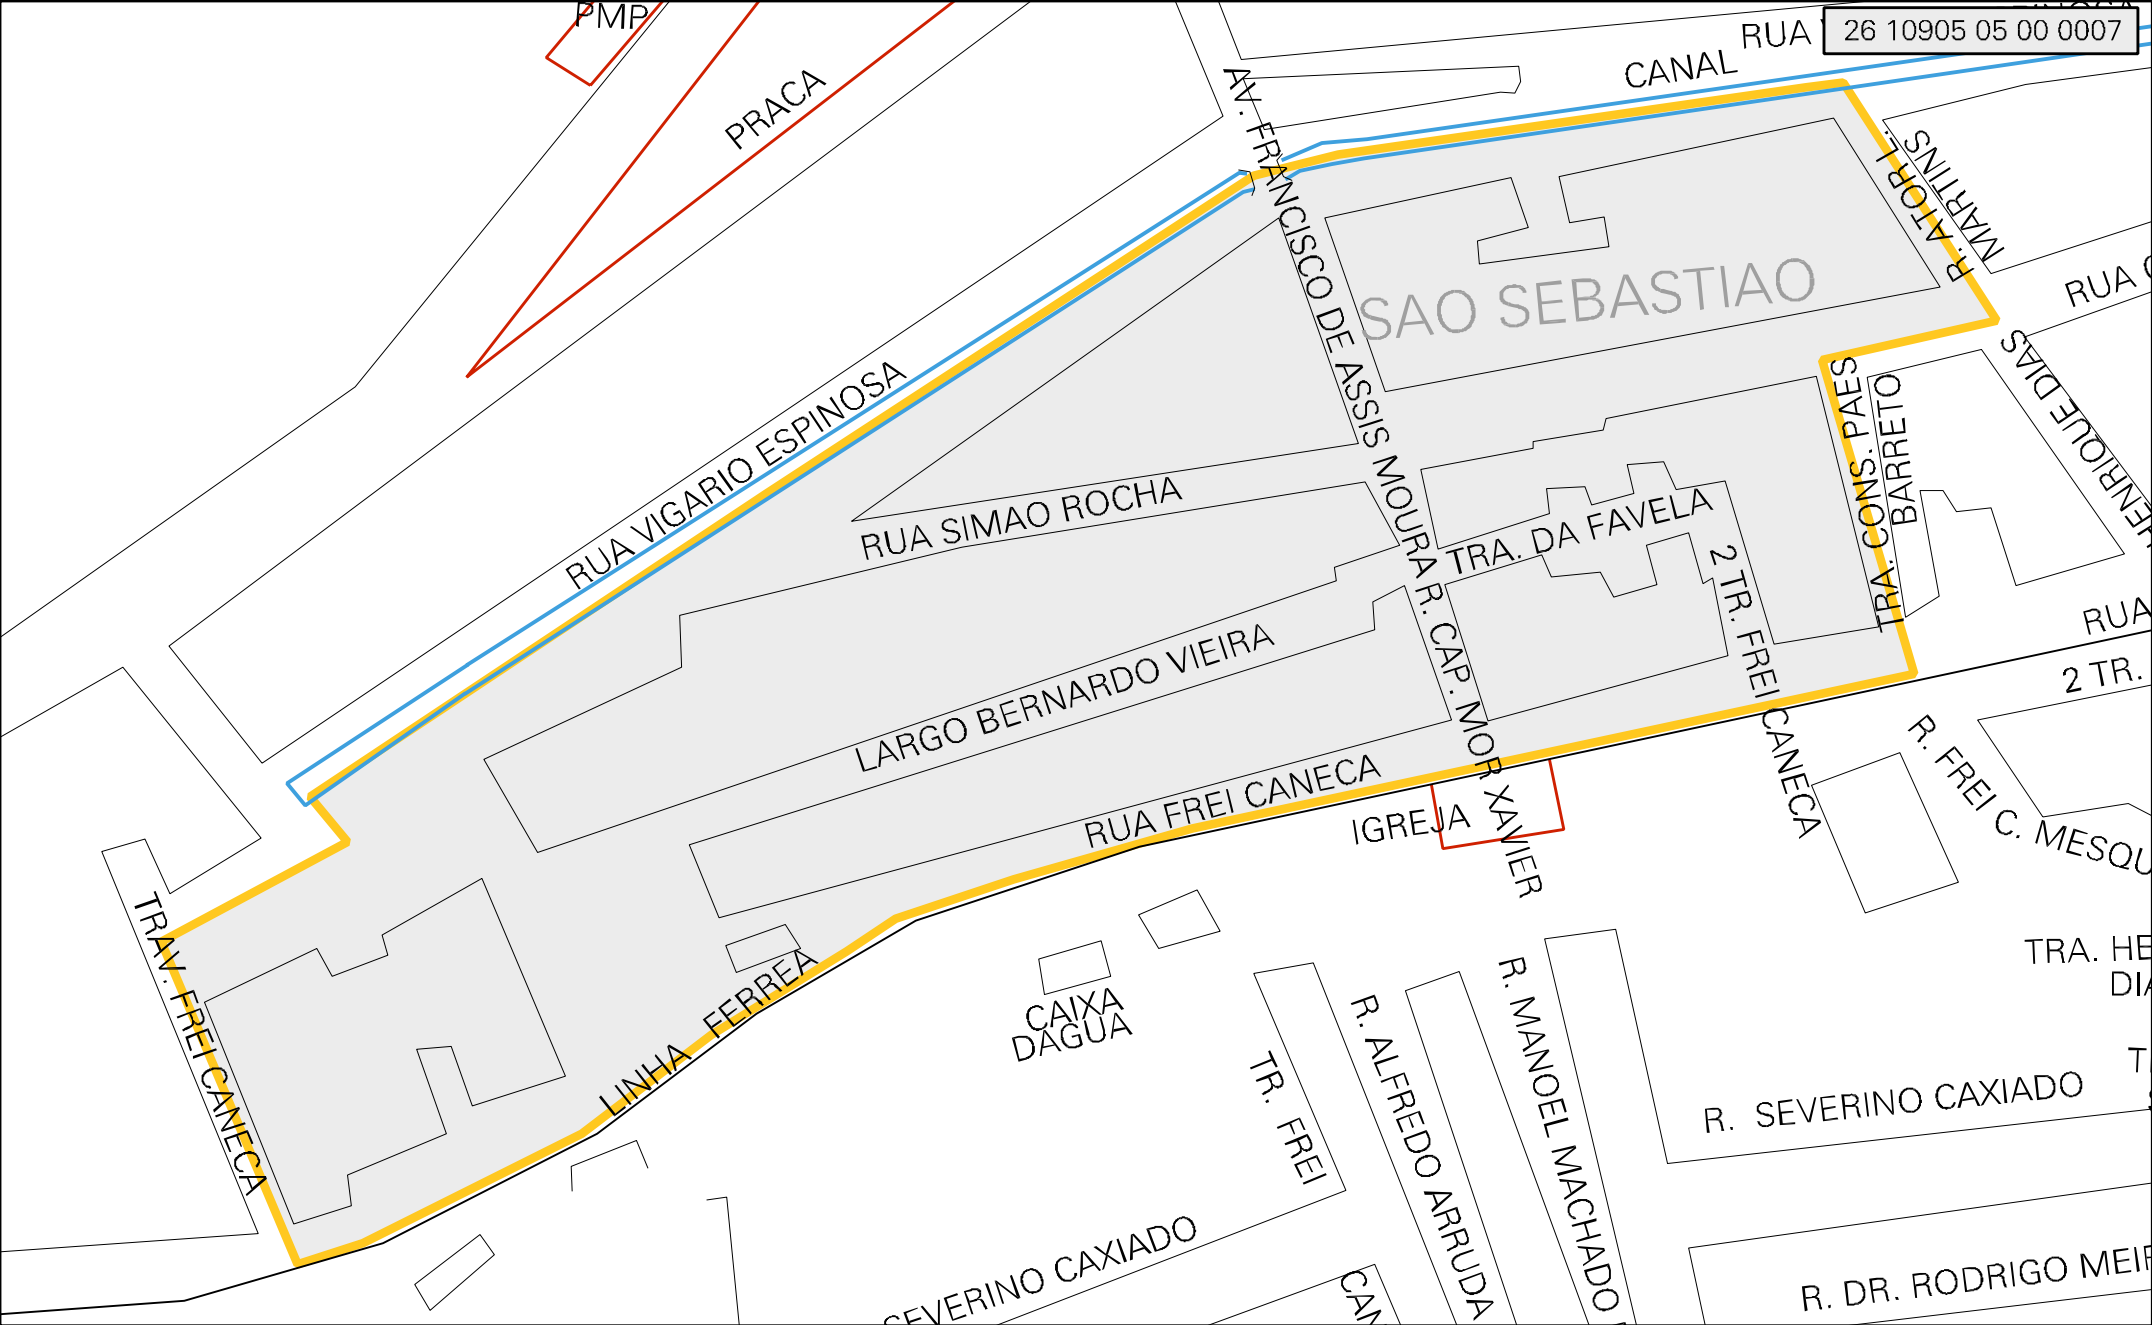 PMP
RUA
26 10905 05 00 0007
CANAL
PRACA
AV. FRANCISCO DE ASSIS MOURA
R. ATOR L.
MARTINS
SAO SEBASTIAO
RUA
RUA VIGARIO ESPINOSA
HENRIQUE DIAS
TRA. CONS. PAES
BARRETO
RUA SIMAO ROCHA
TRA. DA FAVELA
2 TR. FREI CANECA
R. CAP. MOR XAVIER
RUA
LARGO BERNARDO VIEIRA
2 TR.
RUA FREI CANECA
IGREJA
R. FREI C. MESQU
TRAV. FREI CANECA
LINHA FERREA
CAIXA
DAGUA
TRA. HE
DIA
TR. FREI
R. ALFREDO ARRUDA
R. MANOEL MACHADO
R. SEVERINO CAXIADO
SEVERINO CAXIADO
CAN
R. DR. RODRIGO MEIR